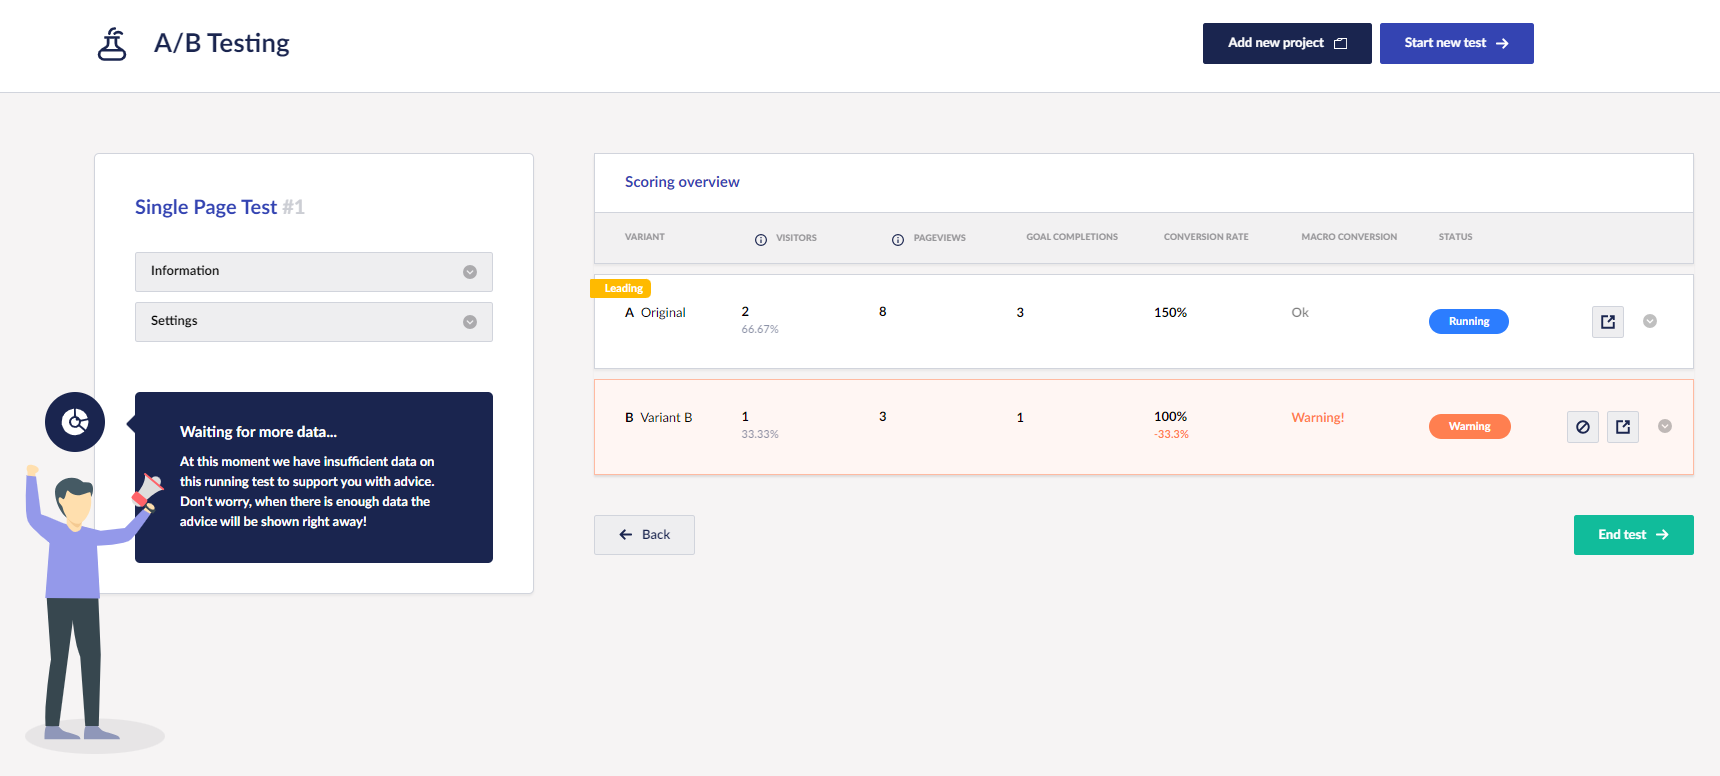 A/B Testing
Add new project
Start new test
Single Page Test #1
Information
Settings
Waiting for more data...
At this moment we have insufficient data on
this running test to support you with advice.
Don't worry, when there is enough data the
advice will be shown right away!
Scoring overview
VARIANT VISITORS PAGEVIEWS GOAL COMPLETIONS CONVERSION RATE MACRO CONVERSION STATUS
Leading
A Original 2 8 3 150% Ok Running
66.67%
B Variant B 1 3 1 100% Warning! Warning
33.33% -33.3%
Back
End test